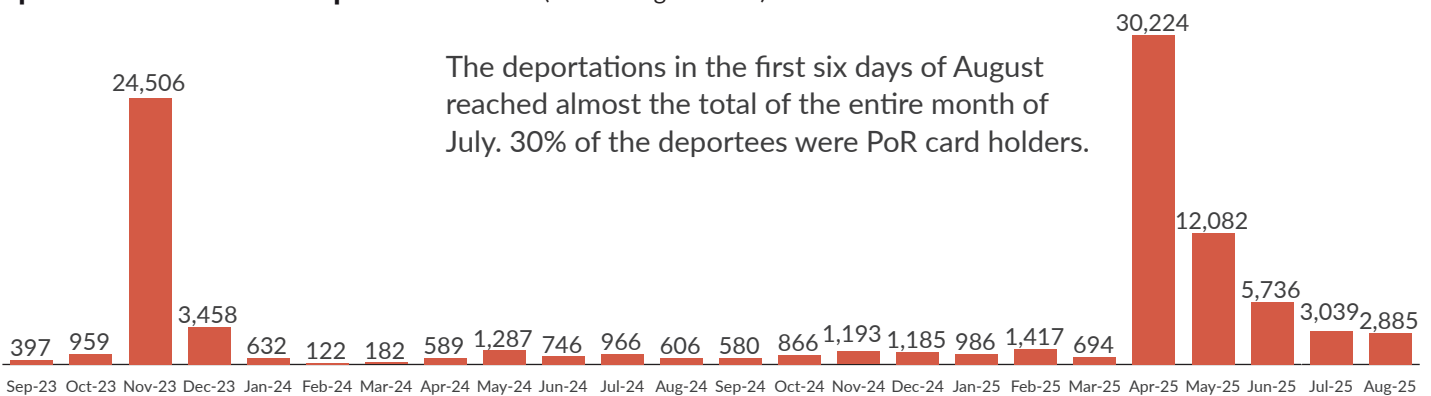 30,224
24,506
The deportations in the first six days of August
reached almost the total of the entire month of
July. 30% of the deportees were PoR card holders.
12,082
5,736
3,458
3,039
2,885
397 959 632 122 182 589 1,287 746 966 606 580 866 1,193 1,185 986 1,417 694
Sep-23 Oct-23 Nov-23 Dec-23 Jan-24 Feb-24 Mar-24 Apr-24 May-24 Jun-24 Jul-24 Aug-24 Sep-24 Oct-24 Nov-24 Dec-24 Jan-25 Feb-25 Mar-25 Apr-25 May-25 Jun-25 Jul-25 Aug-25